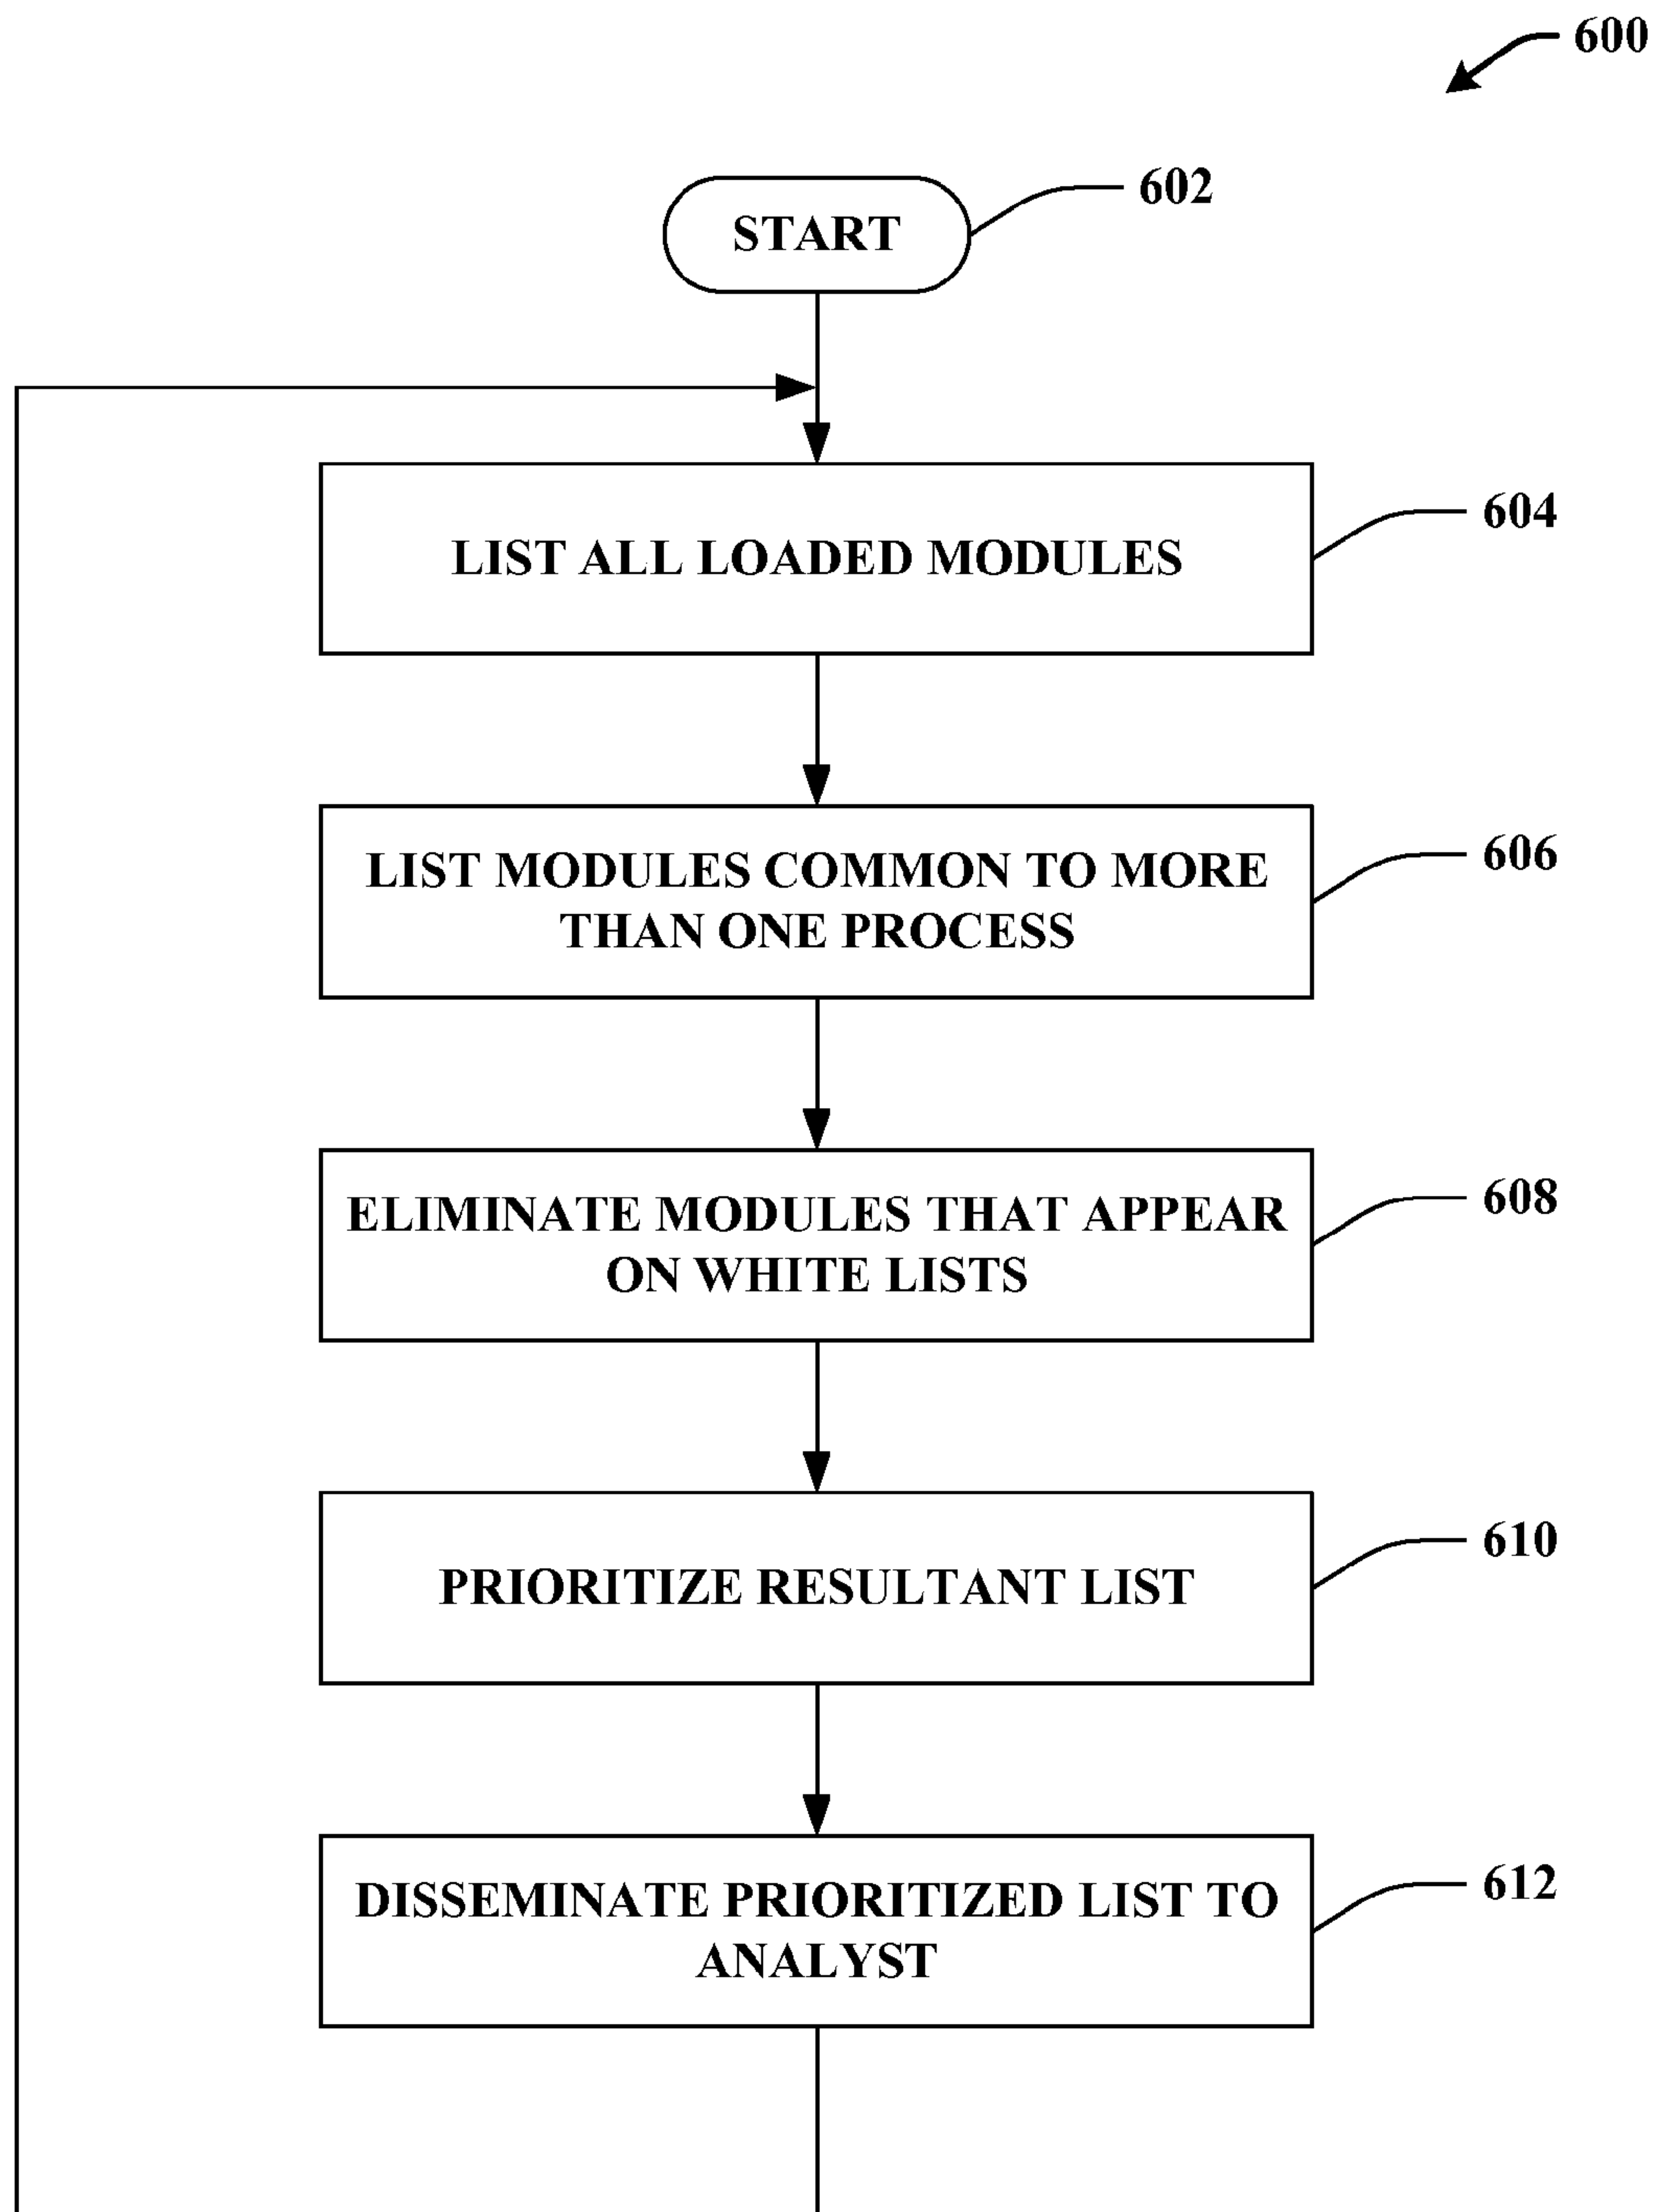 600
602
START
604
LIST ALL LOADED MODULES
606
LIST MODULES COMMON TO MORE
THAN ONE PROCESS
608
ELIMINATE MODULES THAT APPEAR
ON WHITE LISTS
610
PRIORITIZE RESULTANT LIST
612
DISSEMINATE PRIORITIZED LIST TO
ANALYST